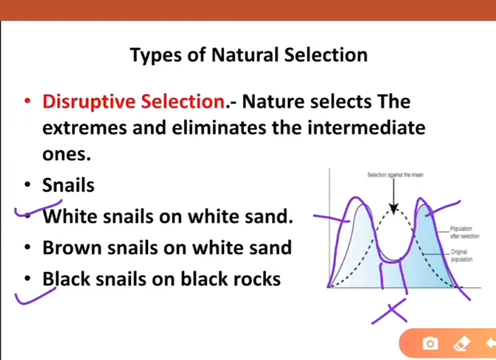 Types of Natural Selection
• Disruptive Selection.- Nature selects The
extremes and eliminates the intermediate
ones.
• Snails
• White snails on white sand.
• Brown snails on white sand
• Black snails on black rocks
Selection against the mean
Population
after selection
Original
population
X